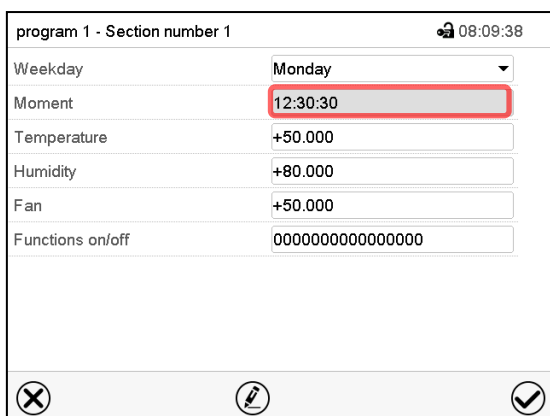 program 1 - Section number 1 08:09:38
Weekday Monday
Moment 12:30:30
Temperature +50.000
Humidity +80.000
Fan +50.000
Functions on/off 0000000000000000